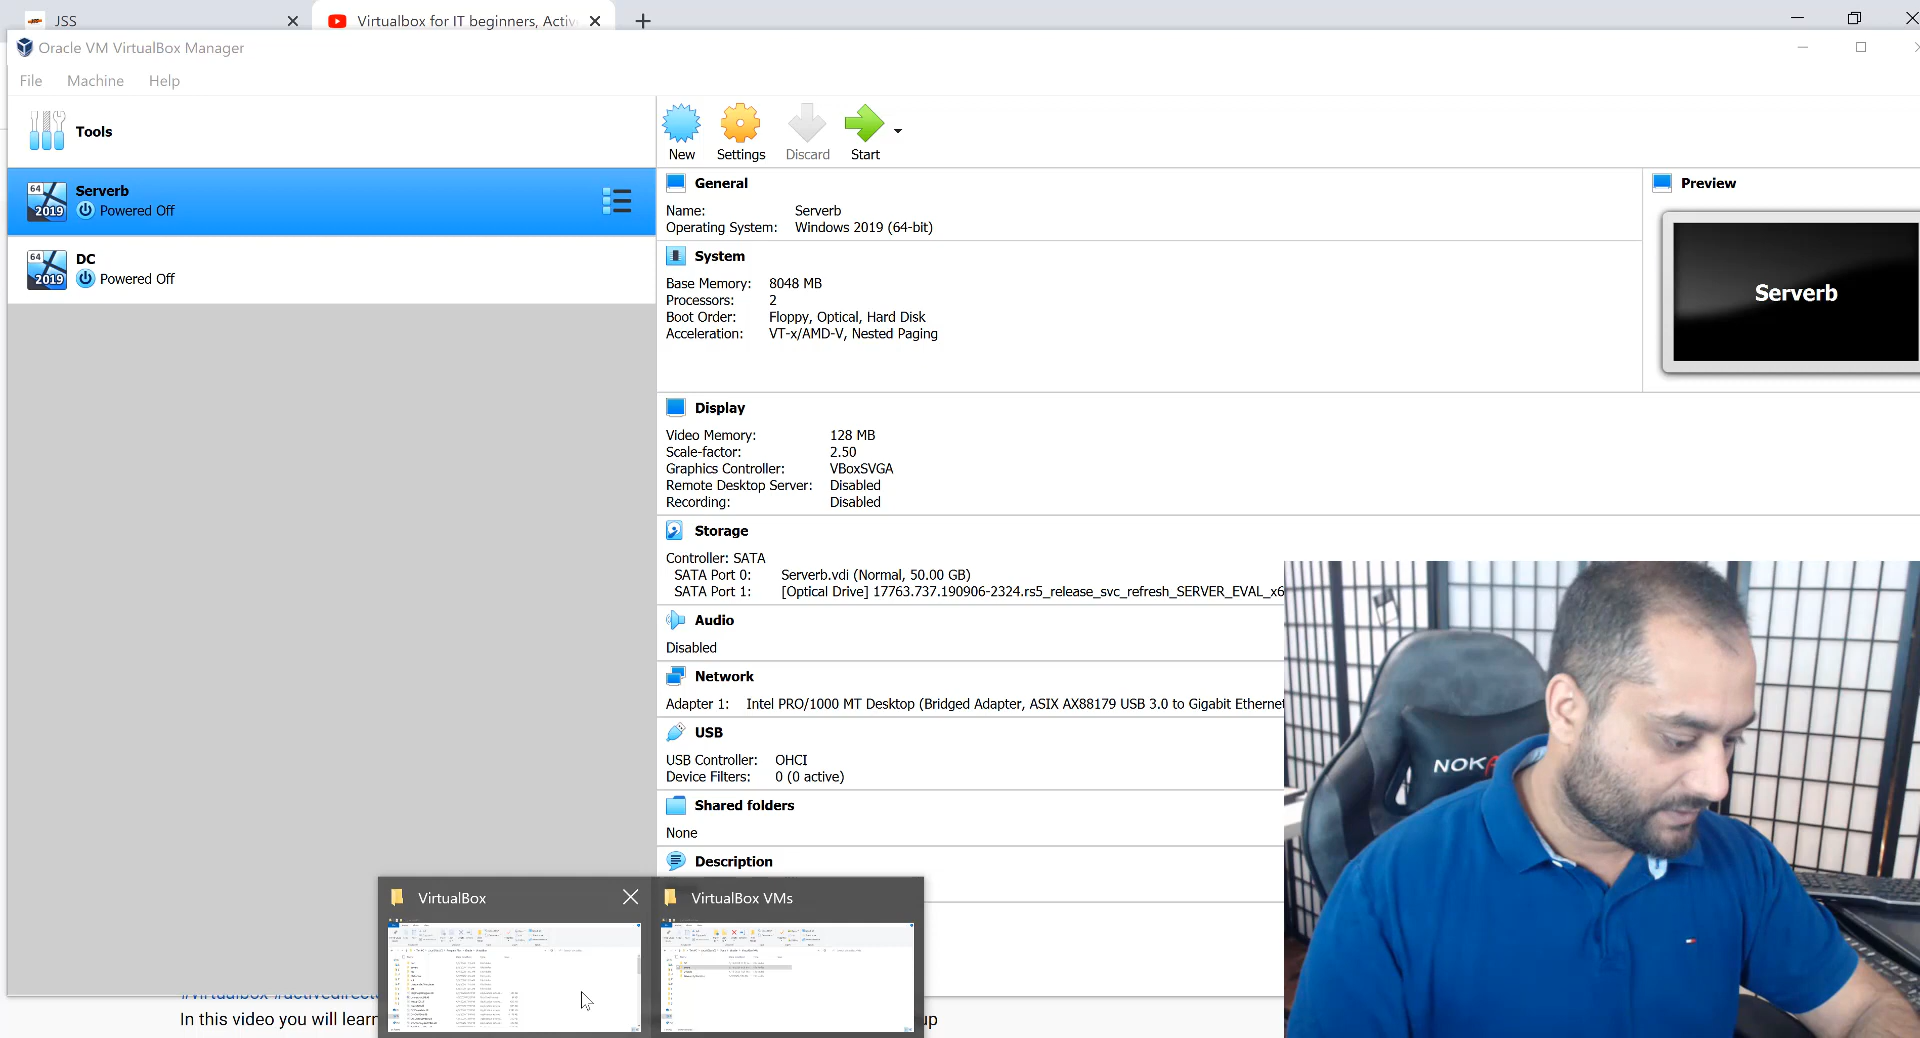 JSS
Virtualbox for IT beginners, Activ
Oracle VM VirtualBox Manager
File Machine Help
Tools
New Settings Discard Start
64 2019 Serverb
Powered Off
64 2019 DC
Powered Off
General
Name: Serverb
Operating System: Windows 2019 (64-bit)
Preview
Serverb
System
Base Memory: 8048 MB
Processors: 2
Boot Order: Floppy, Optical, Hard Disk
Acceleration: VT-x/AMD-V, Nested Paging
Display
Video Memory: 128 MB
Scale-factor: 2.50
Graphics Controller: VBoxSVGA
Remote Desktop Server: Disabled
Recording: Disabled
Storage
Controller: SATA
SATA Port 0: Serverb.vdi (Normal, 50.00 GB)
SATA Port 1: [Optical Drive] 17763.737.190906-2324.rs5_release_svc_refresh_SERVER_EVAL_x6
Audio
Disabled
Network
Adapter 1: Intel PRO/1000 MT Desktop (Bridged Adapter, ASIX AX88179 USB 3.0 to Gigabit Ethernet
USB
USB Controller: OHCI
Device Filters: 0 (0 active)
Shared folders
None
Description
VirtualBox
VirtualBox VMs
In this video you will learn
up